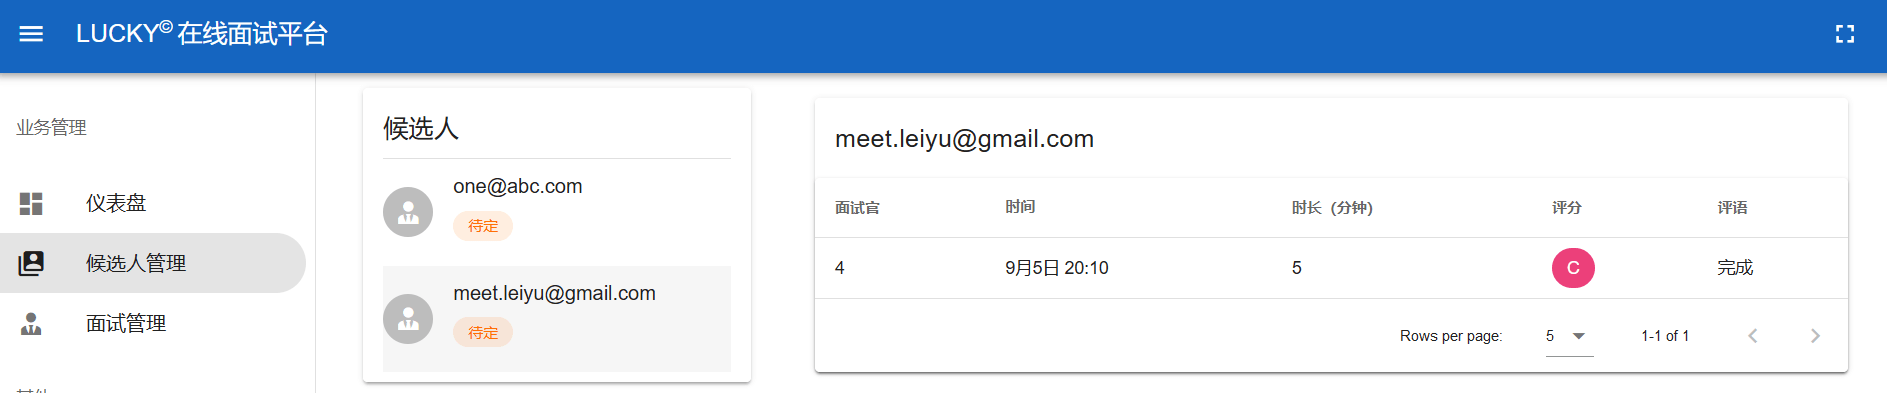 LUCKY© 在线面试平台
业务管理
仪表盘
候选人管理
面试管理
候选人
one@abc.com
待定
meet.leiyu@gmail.com
待定
meet.leiyu@gmail.com
面试官 时间 时长（分钟） 评分 评语
4 9月5日 20:10 5 C 完成
Rows per page: 5 1-1 of 1